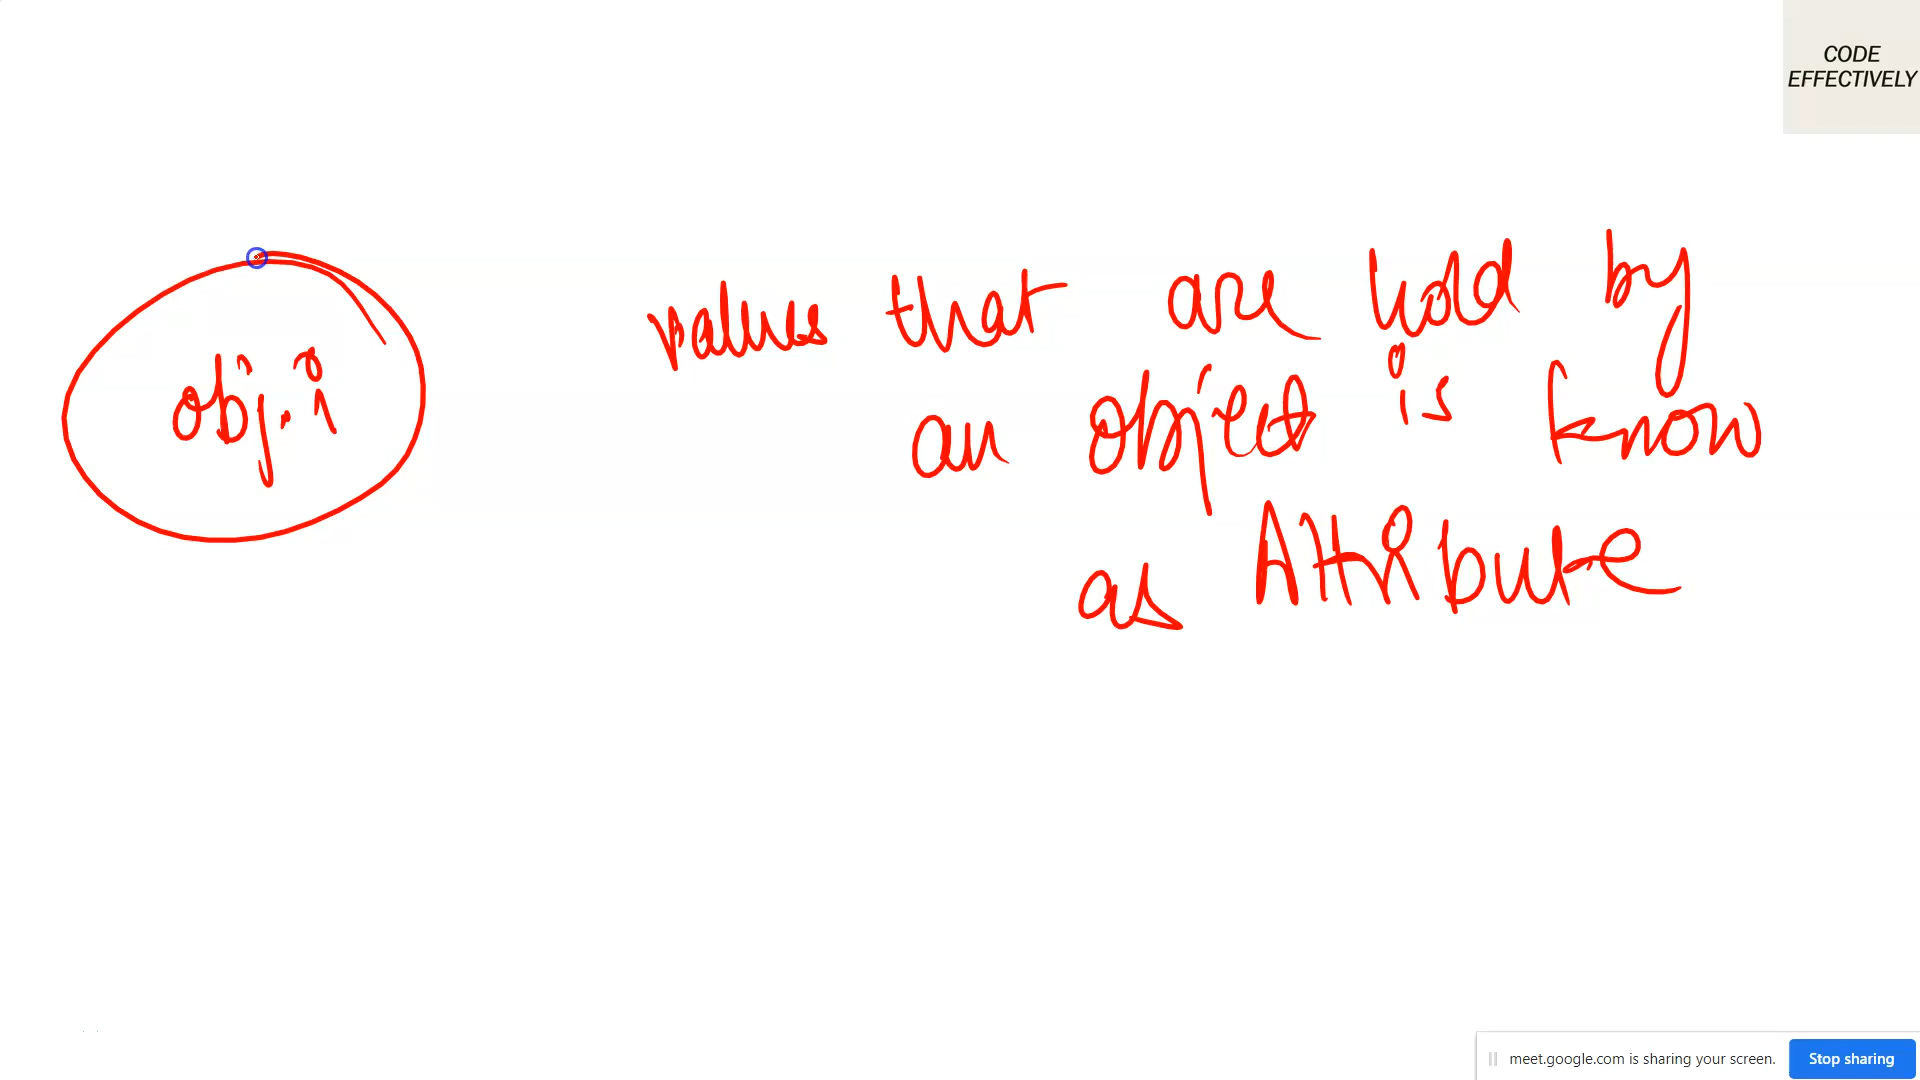 CODE
EFFECTIVELY
obj.i
values that are hold by
an object is know
as Attribute
meet.google.com is sharing your screen.
Stop sharing